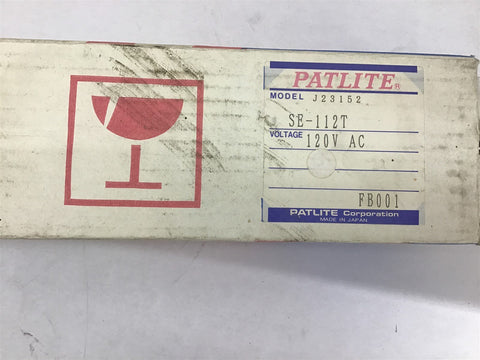 PATLITE®
MODEL J23152
SE-112T
VOLTAGE 120V AC
FB001
PATLITE Corporation
MADE IN JAPAN